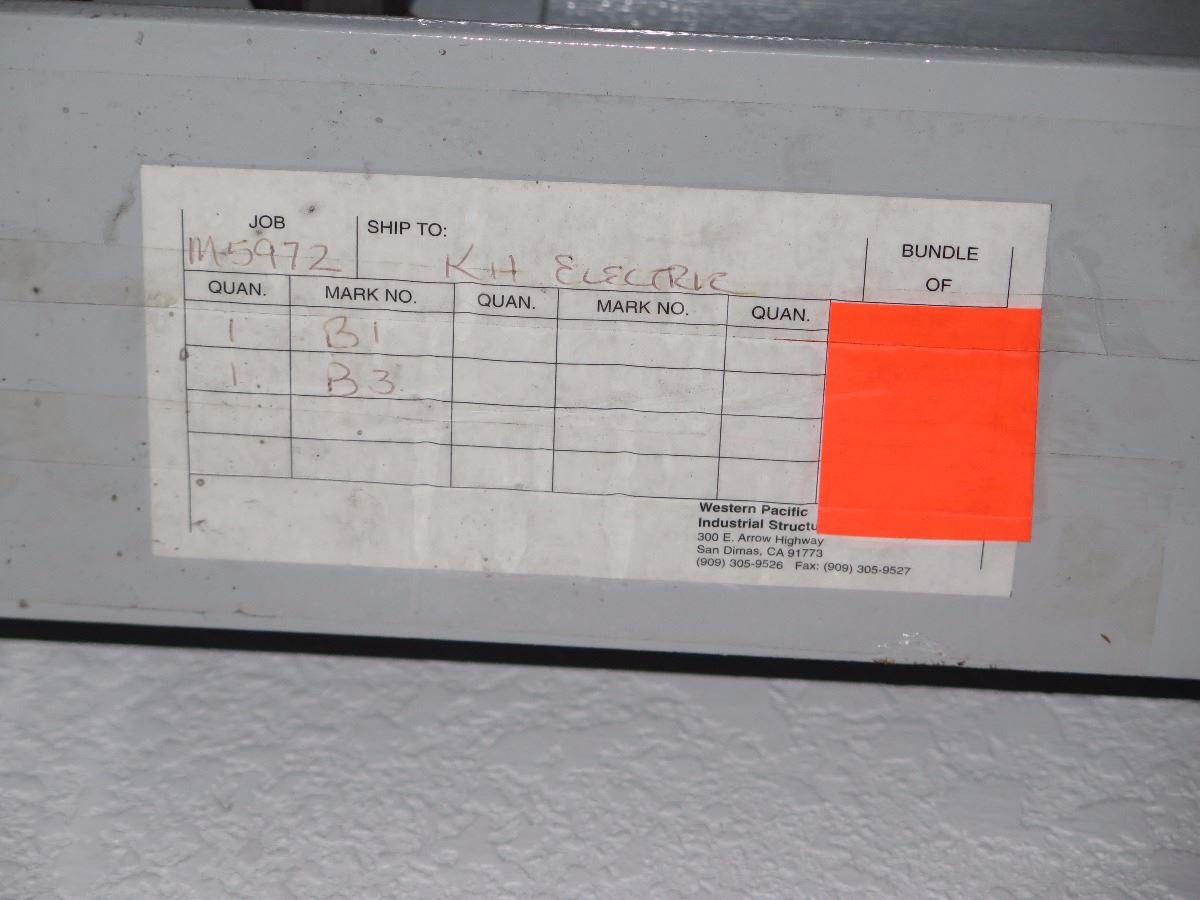 JOB SHIP TO: BUNDLE
M-5972 KH ELECTRIC OF
QUAN. MARK NO. QUAN. MARK NO. QUAN.
1 B1
1 B3
Western Pacific
Industrial Structu
300 E. Arrow Highway
San Dimas, CA 91773
(909) 305-9526 Fax: (909) 305-9527